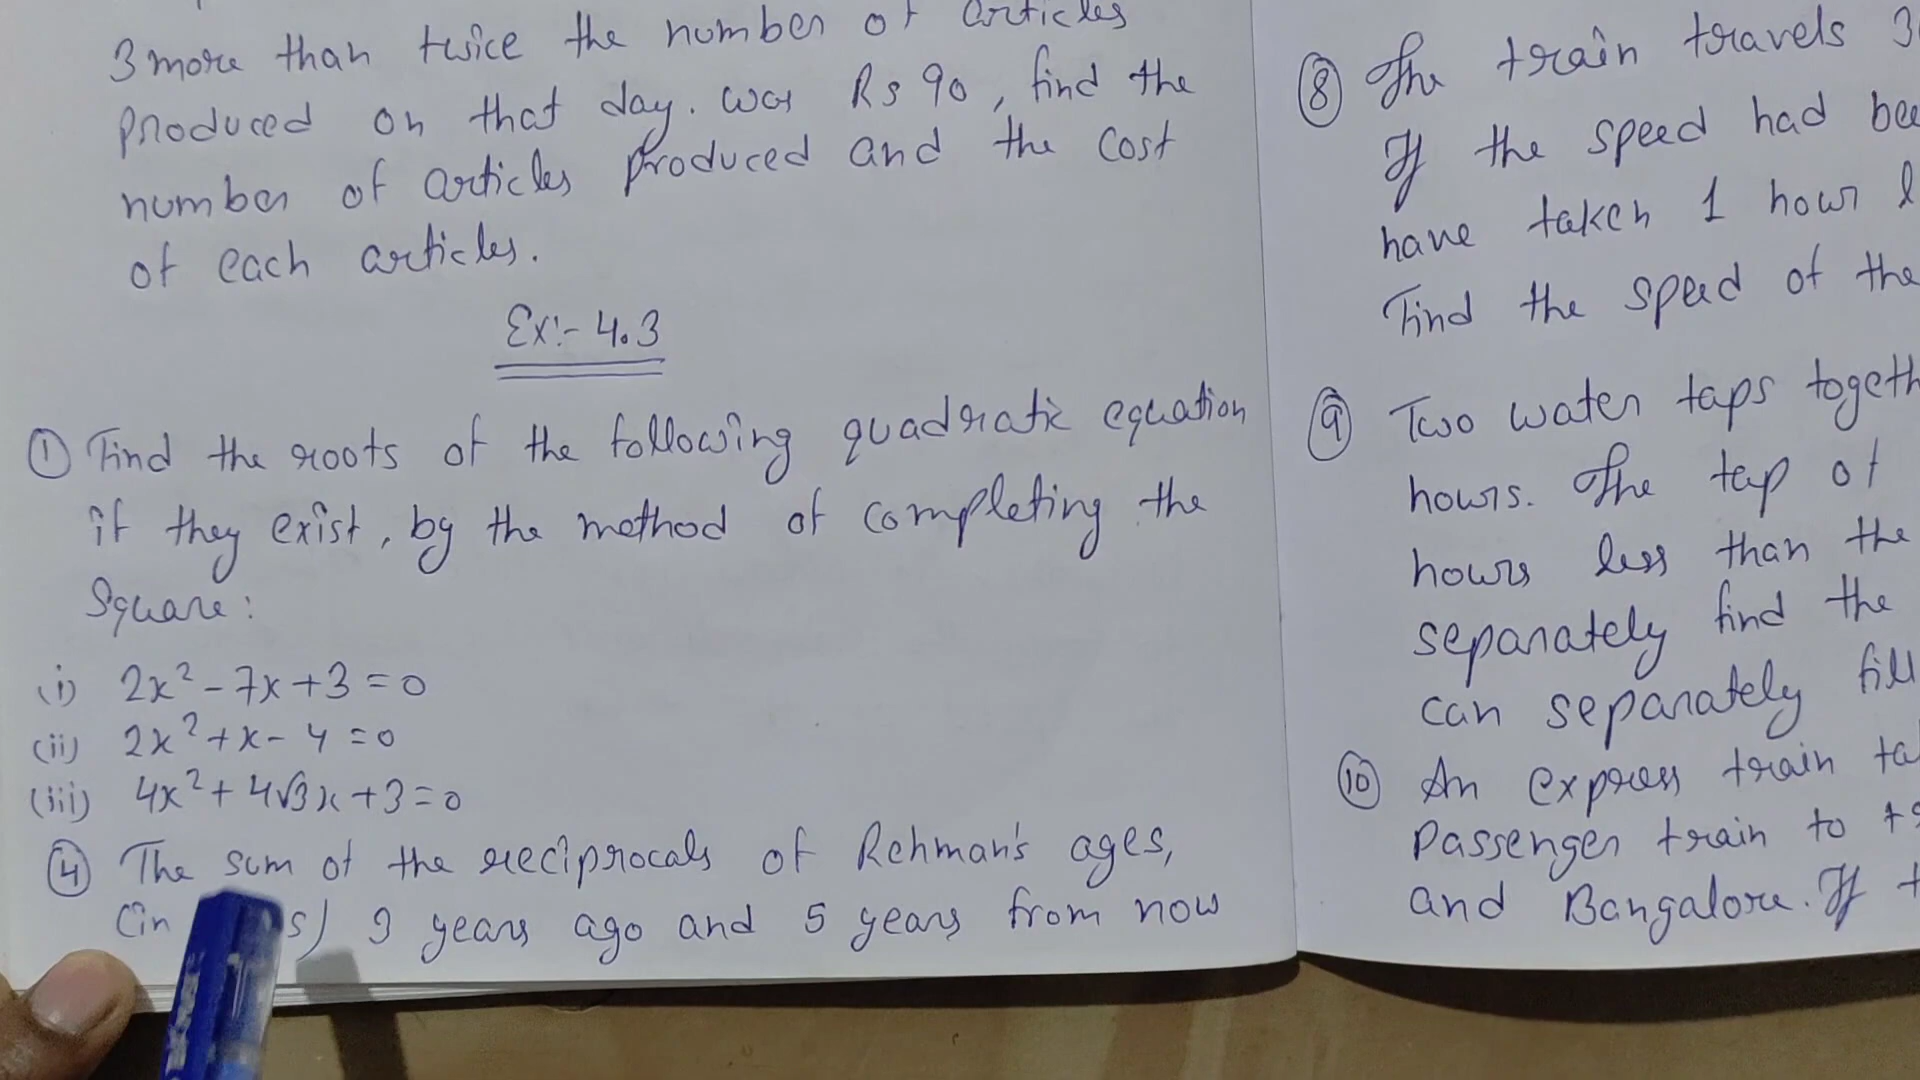 3 more than twice the number of articles
produced on that day. was Rs 90, find the
number of articles produced and the cost
of each articles.
Ex:- 4.3
① Find the roots of the following quadratic equation
if they exist, by the method of completing the
Square:
(i) 2x² - 7x + 3 = 0
(ii) 2x² + x - 4 = 0
(iii) 4x² + 4√3x + 3 = 0
④ The sum of the reciprocals of Rehman's ages,
(in s) 3 years ago and 5 years from now
⑧ The train travels 3
If the speed had bee
have taken 1 hour l
Find the speed of the
⑨ Two water taps togeth
hours. The tap of
hours less than the
separately find the
can separately fill
⑩ An express train ta
passenger train to t
and Bangalore. If t